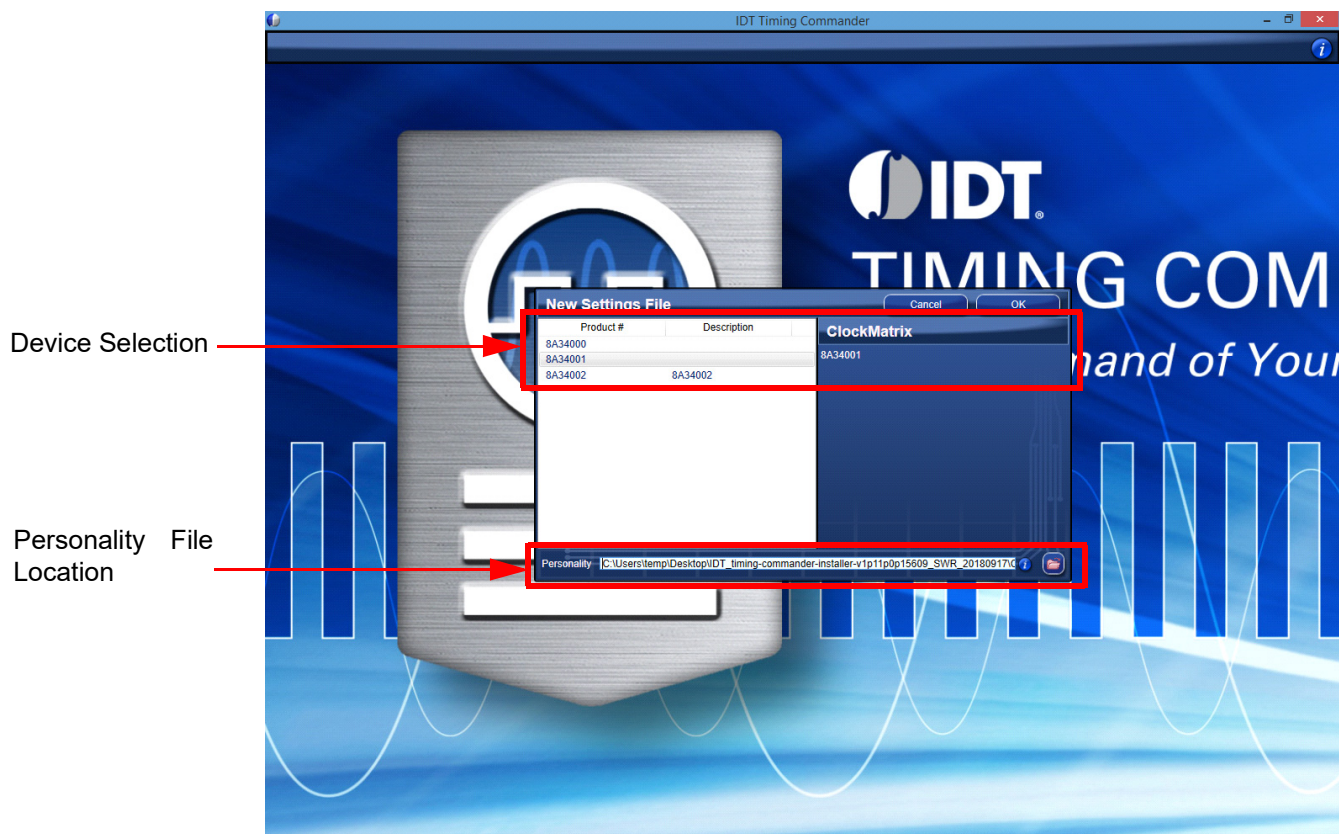 IDT Timing Commander
IDT®
TIMING COM
mand of Your
New Settings File
Cancel
OK
Product #
Description
ClockMatrix
8A34000
8A34001
8A34001
8A34002
8A34002
Device Selection
Personality File
Location
Personality
C:\Users\temp\Desktop\IDT_timing-commander-installer-v1p11p0p15609_SWR_20180917\C